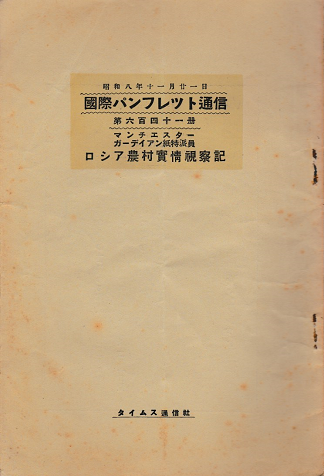 昭和八年十一月廿一日
國際パンフレツト通信
第六百四十一册
マンチエスター
ガーデイアン紙特派員
ロシア農村實情視察記
タイムス通信社